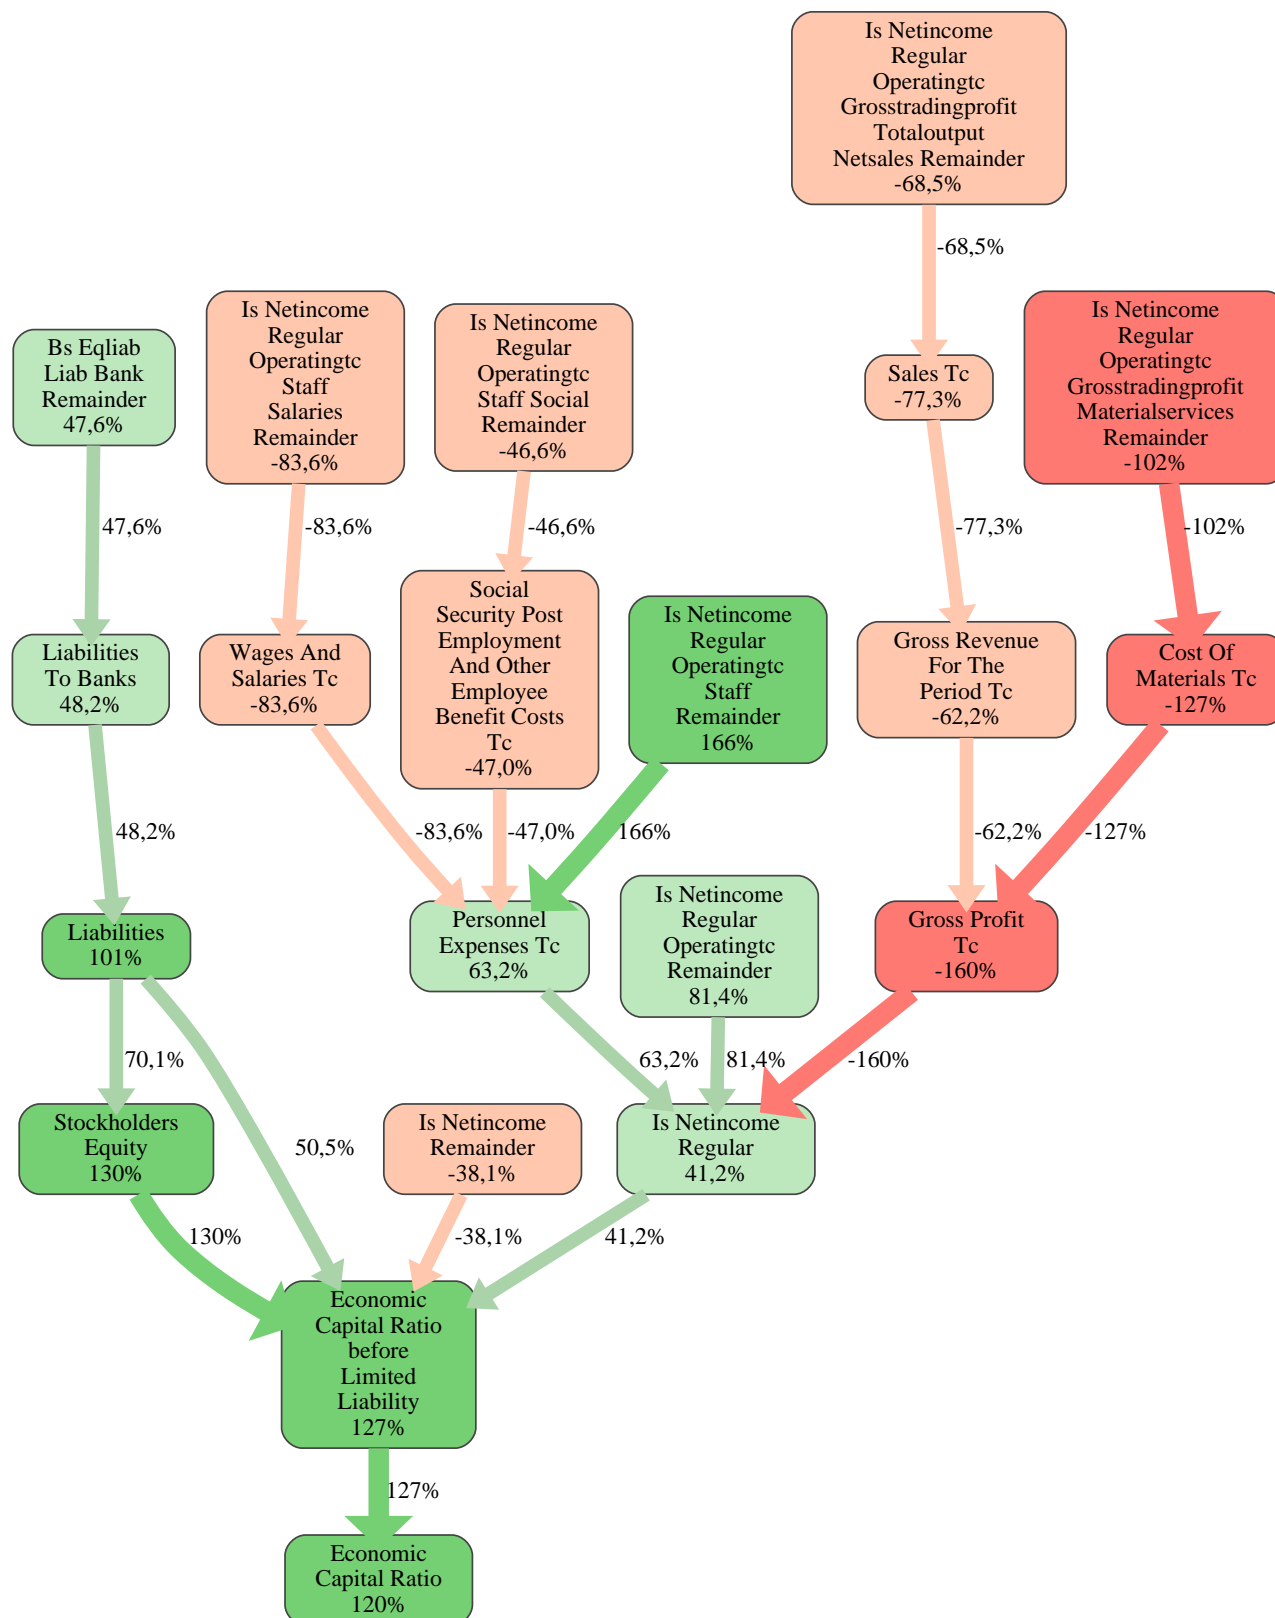 Is Netincome
Regular
Operatingtc
Grosstradingprofit
Totaloutput
Netsales Remainder
-68,5%
-68,5%
Bs Eqliab
Liab Bank
Remainder
47,6%
Is Netincome
Regular
Operatingtc
Staff
Salaries
Remainder
-83,6%
Is Netincome
Regular
Operatingtc
Staff Social
Remainder
-46,6%
Sales Tc
-77,3%
Is Netincome
Regular
Operatingtc
Grosstradingprofit
Materialservices
Remainder
-102%
47,6%
-83,6%
-46,6%
-77,3%
-102%
Liabilities
To Banks
48,2%
Wages And
Salaries Tc
-83,6%
Social
Security Post
Employment
And Other
Employee
Benefit Costs
Tc
-47,0%
Is Netincome
Regular
Operatingtc
Staff
Remainder
166%
Gross Revenue
For The
Period Tc
-62,2%
Cost Of
Materials Tc
-127%
48,2%
-83,6%
-47,0%
166%
-62,2%
-127%
Liabilities
101%
Personnel
Expenses Tc
63,2%
Is Netincome
Regular
Operatingtc
Remainder
81,4%
Gross Profit
Tc
-160%
70,1%
63,2%
81,4%
-160%
Stockholders
Equity
130%
50,5%
Is Netincome
Remainder
-38,1%
Is Netincome
Regular
41,2%
130%
-38,1%
41,2%
Economic
Capital Ratio
before
Limited
Liability
127%
127%
Economic
Capital Ratio
120%